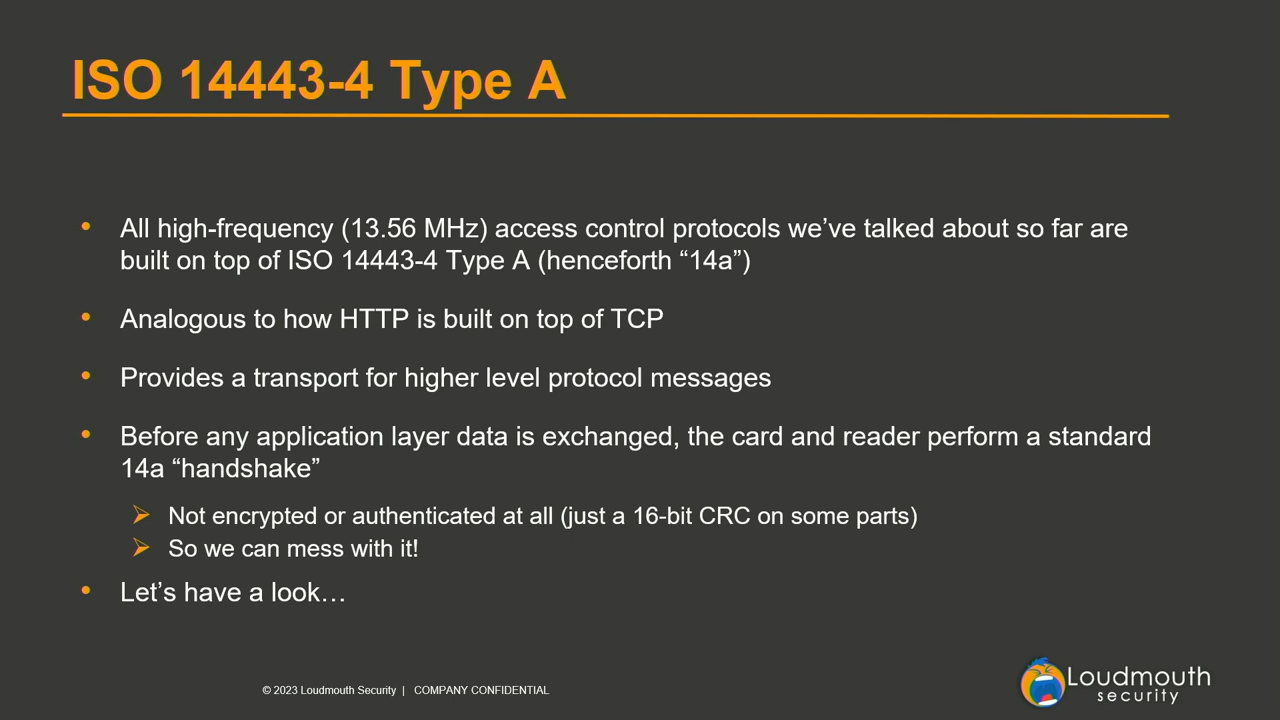 ISO 14443-4 Type A
• All high-frequency (13.56 MHz) access control protocols we’ve talked about so far are
built on top of ISO 14443-4 Type A (henceforth “14a”)
• Analogous to how HTTP is built on top of TCP
• Provides a transport for higher level protocol messages
• Before any application layer data is exchanged, the card and reader perform a standard
14a “handshake”
➢ Not encrypted or authenticated at all (just a 16-bit CRC on some parts)
➢ So we can mess with it!
• Let’s have a look…
© 2023 Loudmouth Security | COMPANY CONFIDENTIAL
Loudmouth
security